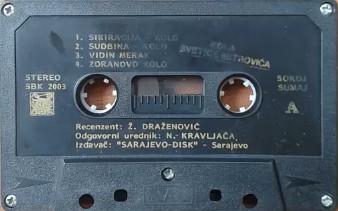 1. SIKIRACIJA - KOLO
2. SUDBINA - KOLO
3. VIDIN MERAK
4. ZORANOVO KOLO
KOLA
SVETICE PETROVIĆA
STEREO
SBK 2003
SOKOJ
SUMAJ
A
Recenzent: Ž. DRAŽENOVIĆ
Odgovorni urednik: N. KRAVLJAČA
Izdavač: "SARAJEVO-DISK" - Sarajevo